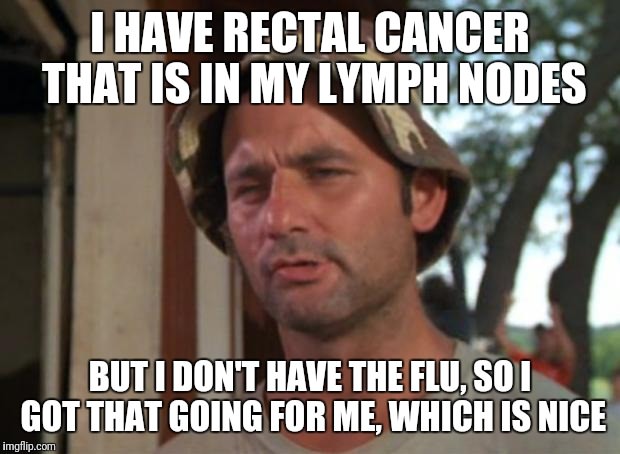 I HAVE RECTAL CANCER
THAT IS IN MY LYMPH NODES
BUT I DON'T HAVE THE FLU, SO I
GOT THAT GOING FOR ME, WHICH IS NICE
imgflip.com